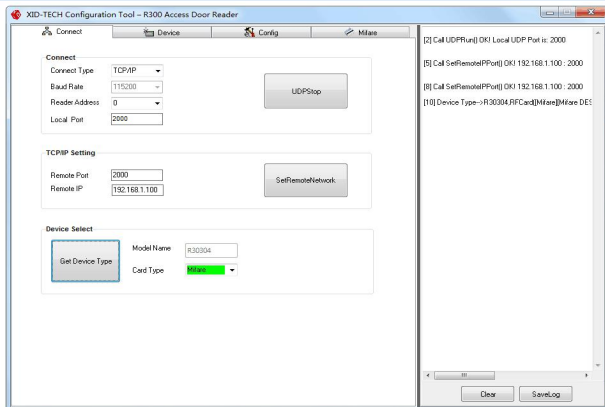 XID-TECH Configuration Tool – R300 Access Door Reader
Connect Device Config Mifare
Connect
Connect Type TCP/IP
Baud Rate 115200
Reader Address 0
Local Port 2000
UDPStop
TCP/IP Setting
Remote Port 2000
Remote IP 192.168.1.100
SetRemoteNetwork
Device Select
Get Device Type
Model Name R30304
Card Type Mifare
[2] Call UDPRun() OK! Local UDP Port is: 2000
[5] Call SetRemoteIPPort() OK! 192.168.1.100 : 2000
[8] Call SetRemoteIPPort() OK! 192.168.1.100 : 2000
[10] Device Type->R30304,RFCard[[Mifare][Mifare DES
Clear SaveLog